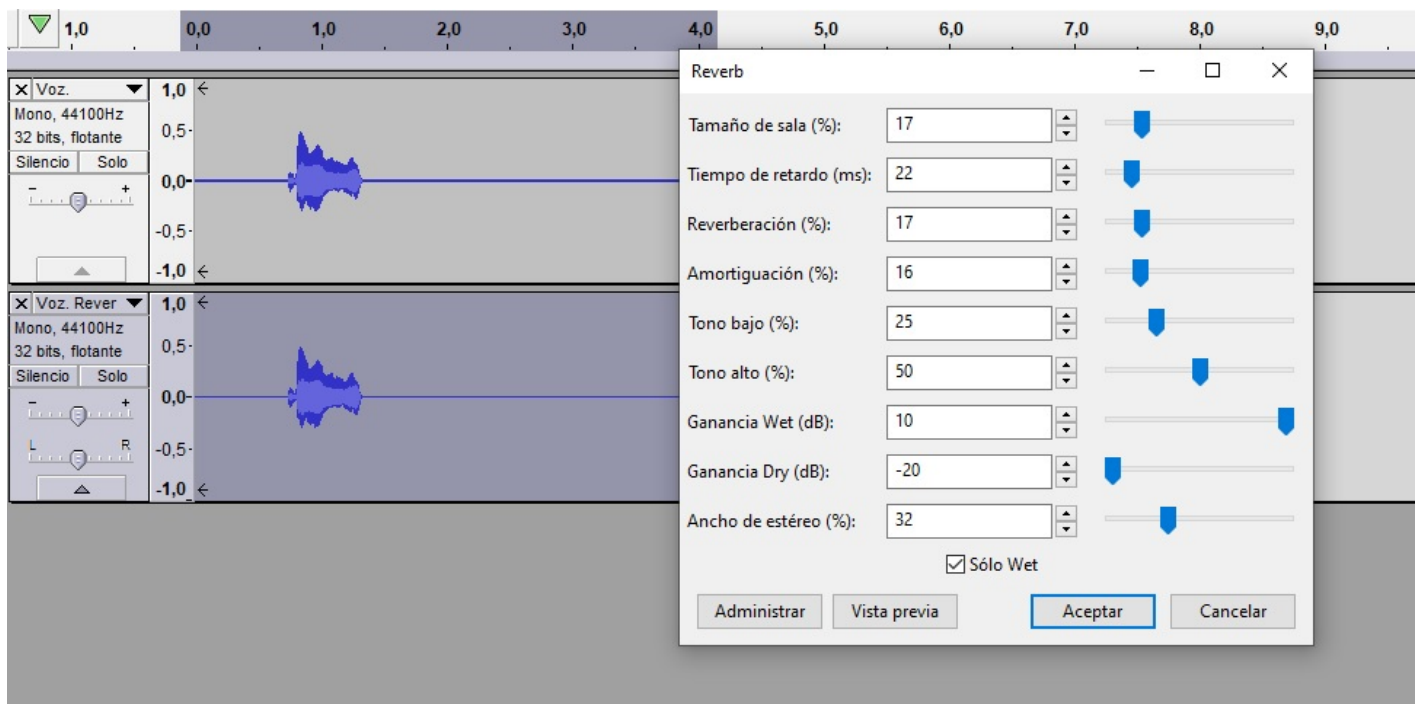 1,0 0,0 1,0 2,0 3,0 4,0 5,0 6,0 7,0 8,0 9,0
X Voz.
Mono, 44100Hz
32 bits, flotante
Silencio Solo
- +
1,0
0,5
0,0
-0,5
-1,0
X Voz. Rever
Mono, 44100Hz
32 bits, flotante
Silencio Solo
- +
L R
1,0
0,5
0,0
-0,5
-1,0
Reverb
Tamaño de sala (%): 17
Tiempo de retardo (ms): 22
Reverberación (%): 17
Amortiguación (%): 16
Tono bajo (%): 25
Tono alto (%): 50
Ganancia Wet (dB): 10
Ganancia Dry (dB): -20
Ancho de estéreo (%): 32
Sólo Wet
Administrar Vista previa Aceptar Cancelar